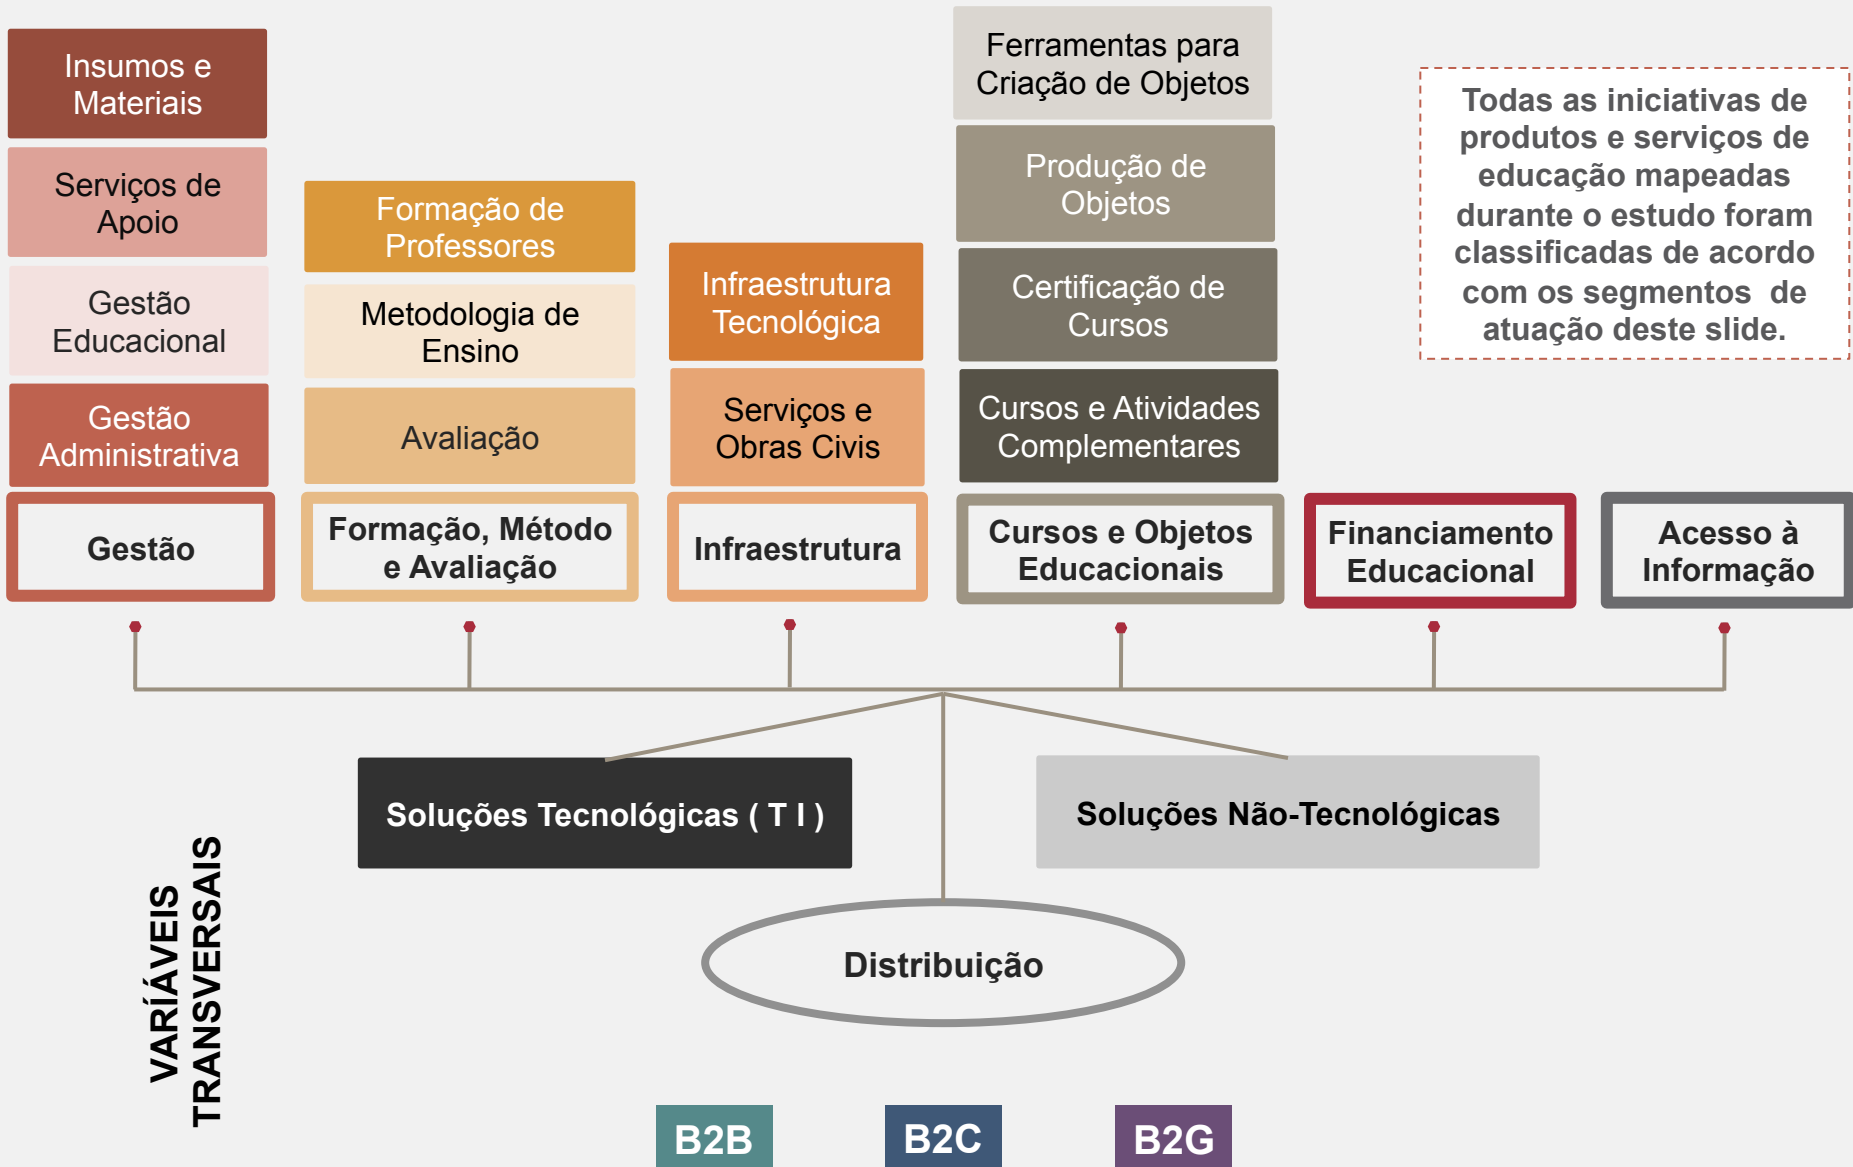 Insumos e
Materiais
Serviços de
Apoio
Gestão
Educacional
Gestão
Administrativa
Gestão
Formação de
Professores
Metodologia de
Ensino
Avaliação
Formação, Método
e Avaliação
Infraestrutura
Tecnológica
Serviços e
Obras Civis
Infraestrutura
Ferramentas para
Criação de Objetos
Produção de
Objetos
Certificação de
Cursos
Cursos e Atividades
Complementares
Cursos e Objetos
Educacionais
Financiamento
Educacional
Acesso à
Informação
Todas as iniciativas de
produtos e serviços de
educação mapeadas
durante o estudo foram
classificadas de acordo
com os segmentos de
atuação deste slide.
Soluções Tecnológicas ( T I )
Soluções Não-Tecnológicas
Distribuição
VARÍÁVEIS
TRANSVERSAIS
B2B
B2C
B2G